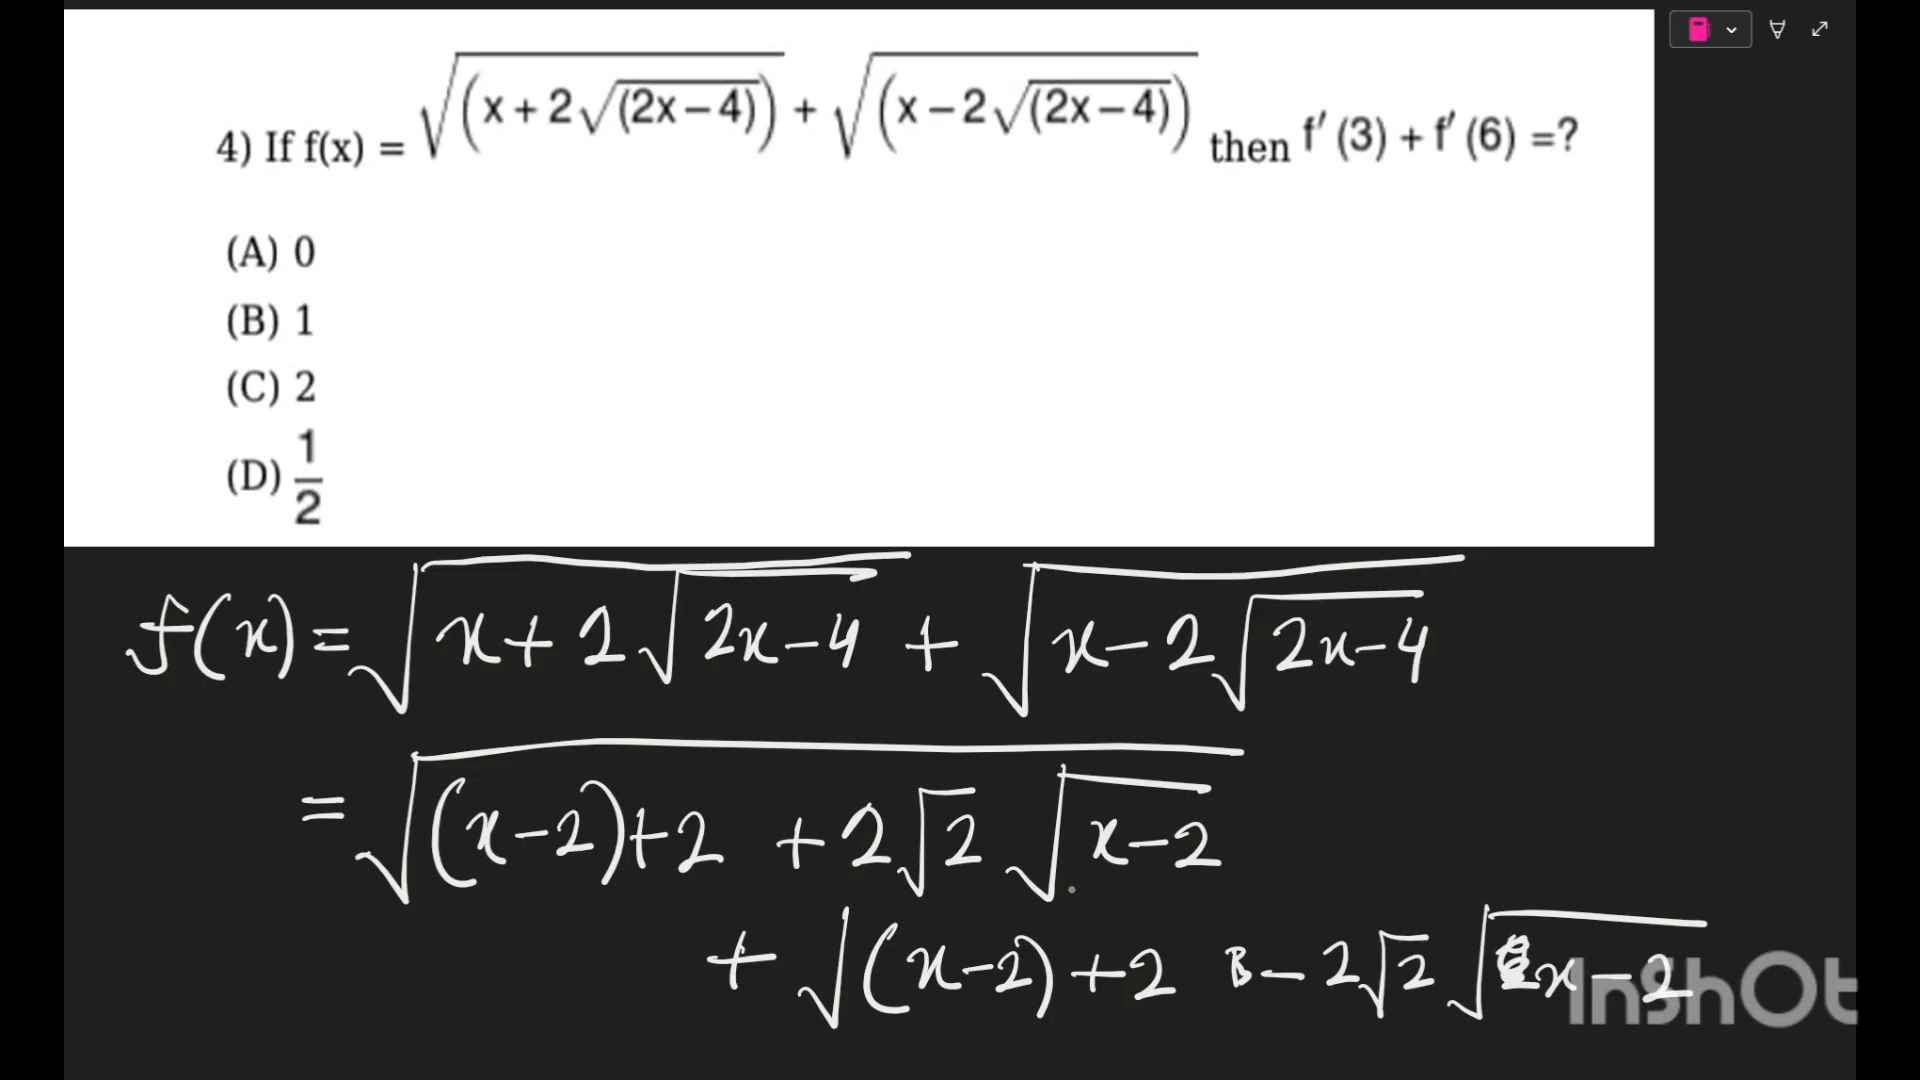 4) If f(x) = √((x+2√(2x−4))) + √((x−2√(2x−4))) then f′(3)+f′(6)=?
(A) 0
(B) 1
(C) 2
(D) 1/2
f(x) = √(x+2√(2x−4)) + √(x−2√(2x−4))
= √((x−2)+2 +2√2 √(x−2))
+ √(x−2)+2 − 2√2 √(x−2)
InShOt